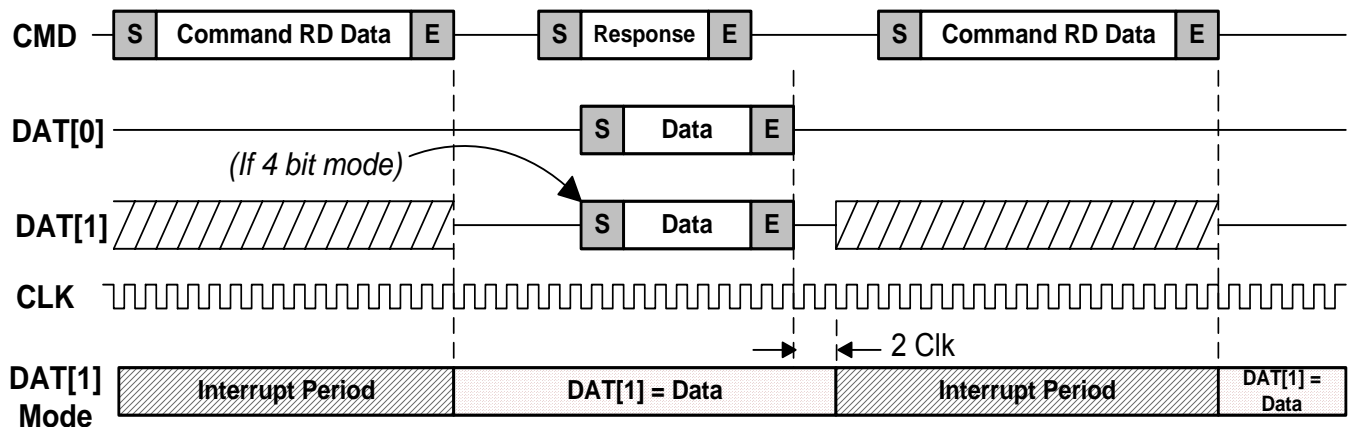 CMD S Command RD Data E S Response E S Command RD Data E
DAT[0] S Data E
(If 4 bit mode)
DAT[1] S Data E
CLK
2 Clk
DAT[1] Mode
Interrupt Period
DAT[1] = Data
Interrupt Period
DAT[1] =
Data